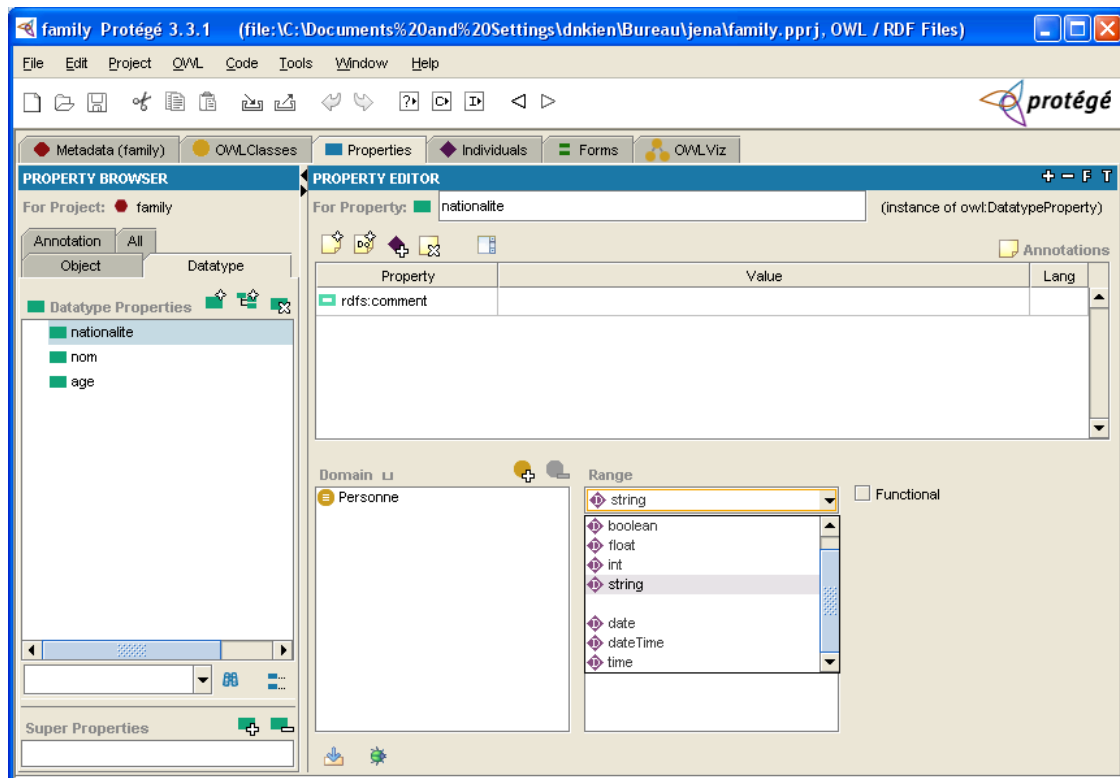 family Protégé 3.3.1 (file:\C:\Documents%20and%20Settings\dnkien\Bureau\jena\family.pprj, OWL / RDF Files)
File Edit Project OWL Code Tools Window Help
protégé
Metadata (family) OWLClasses Properties Individuals Forms OWLViz
PROPERTY BROWSER
For Project: family
Annotation All
Object Datatype
Datatype Properties
nationalite
nom
age
Super Properties
PROPERTY EDITOR
F T
For Property: nationalite (instance of owl:DatatypeProperty)
Annotations
Property Value Lang
rdfs:comment
Domain ⊔
Personne
Range
string
Functional
boolean
float
int
string
date
dateTime
time